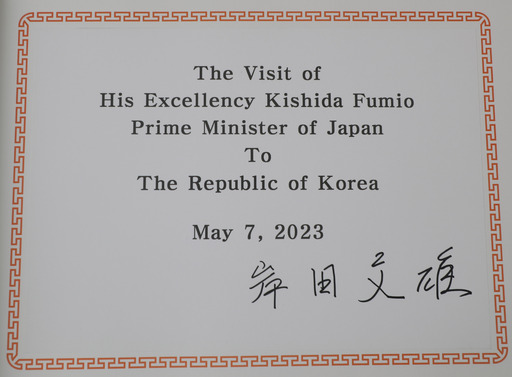 The Visit of
His Excellency Kishida Fumio
Prime Minister of Japan
To
The Republic of Korea
May 7, 2023
岸田文雄